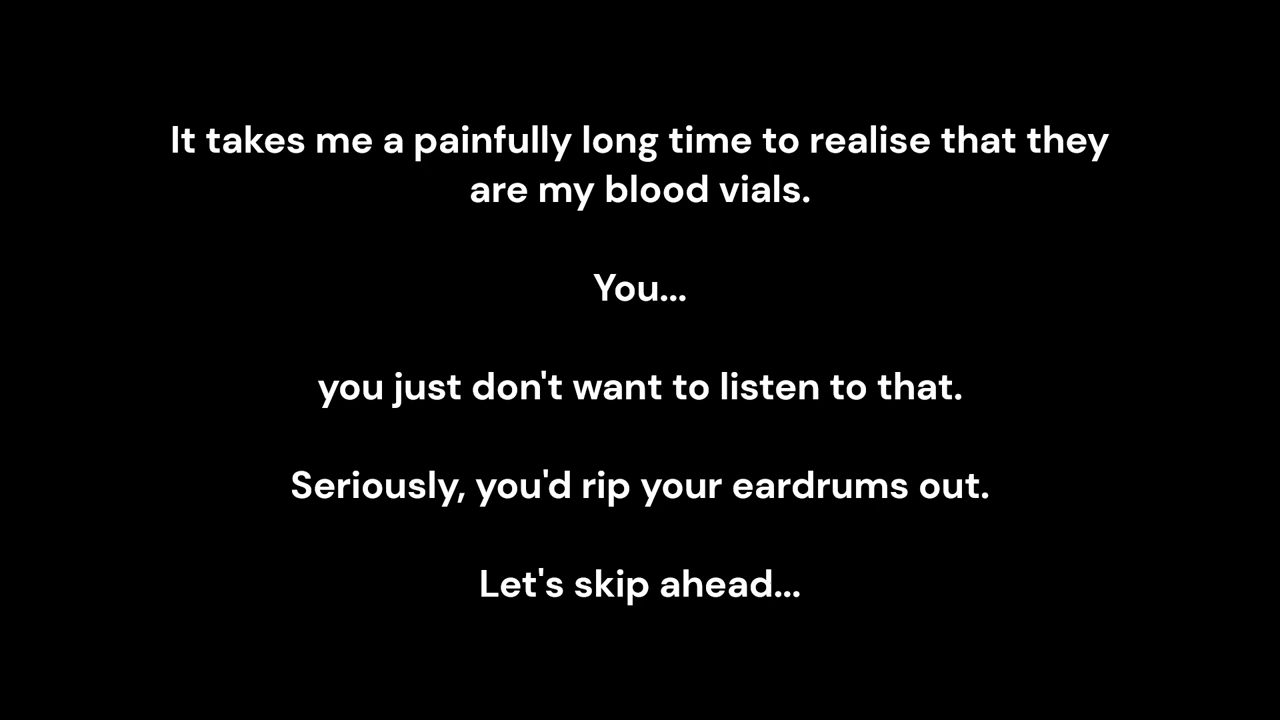 It takes me a painfully long time to realise that they
are my blood vials.
You...
you just don't want to listen to that.
Seriously, you'd rip your eardrums out.
Let's skip ahead...